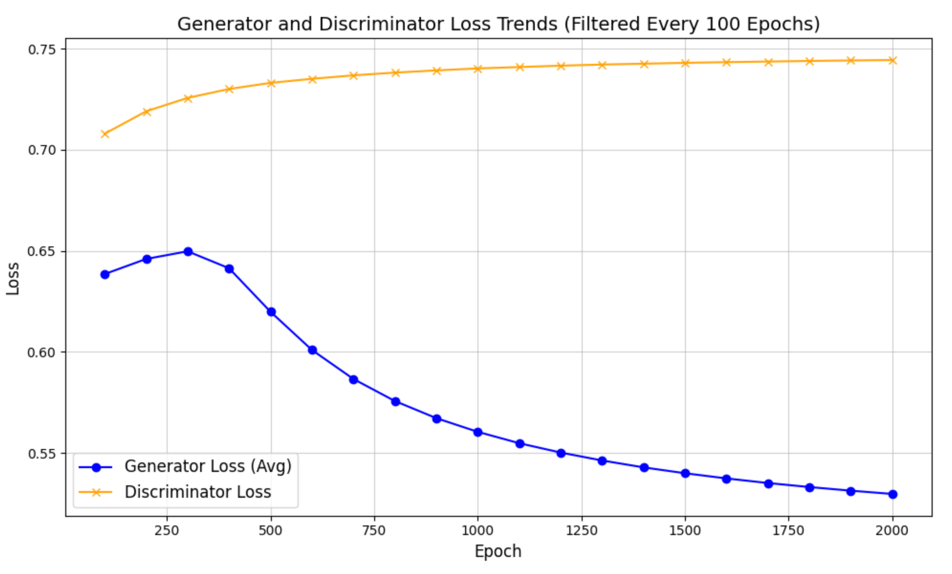 Generator and Discriminator Loss Trends (Filtered Every 100 Epochs)
0.75
0.70
0.65
0.60
0.55
Loss
Generator Loss (Avg)
Discriminator Loss
250 500 750 1000 1250 1500 1750 2000
Epoch